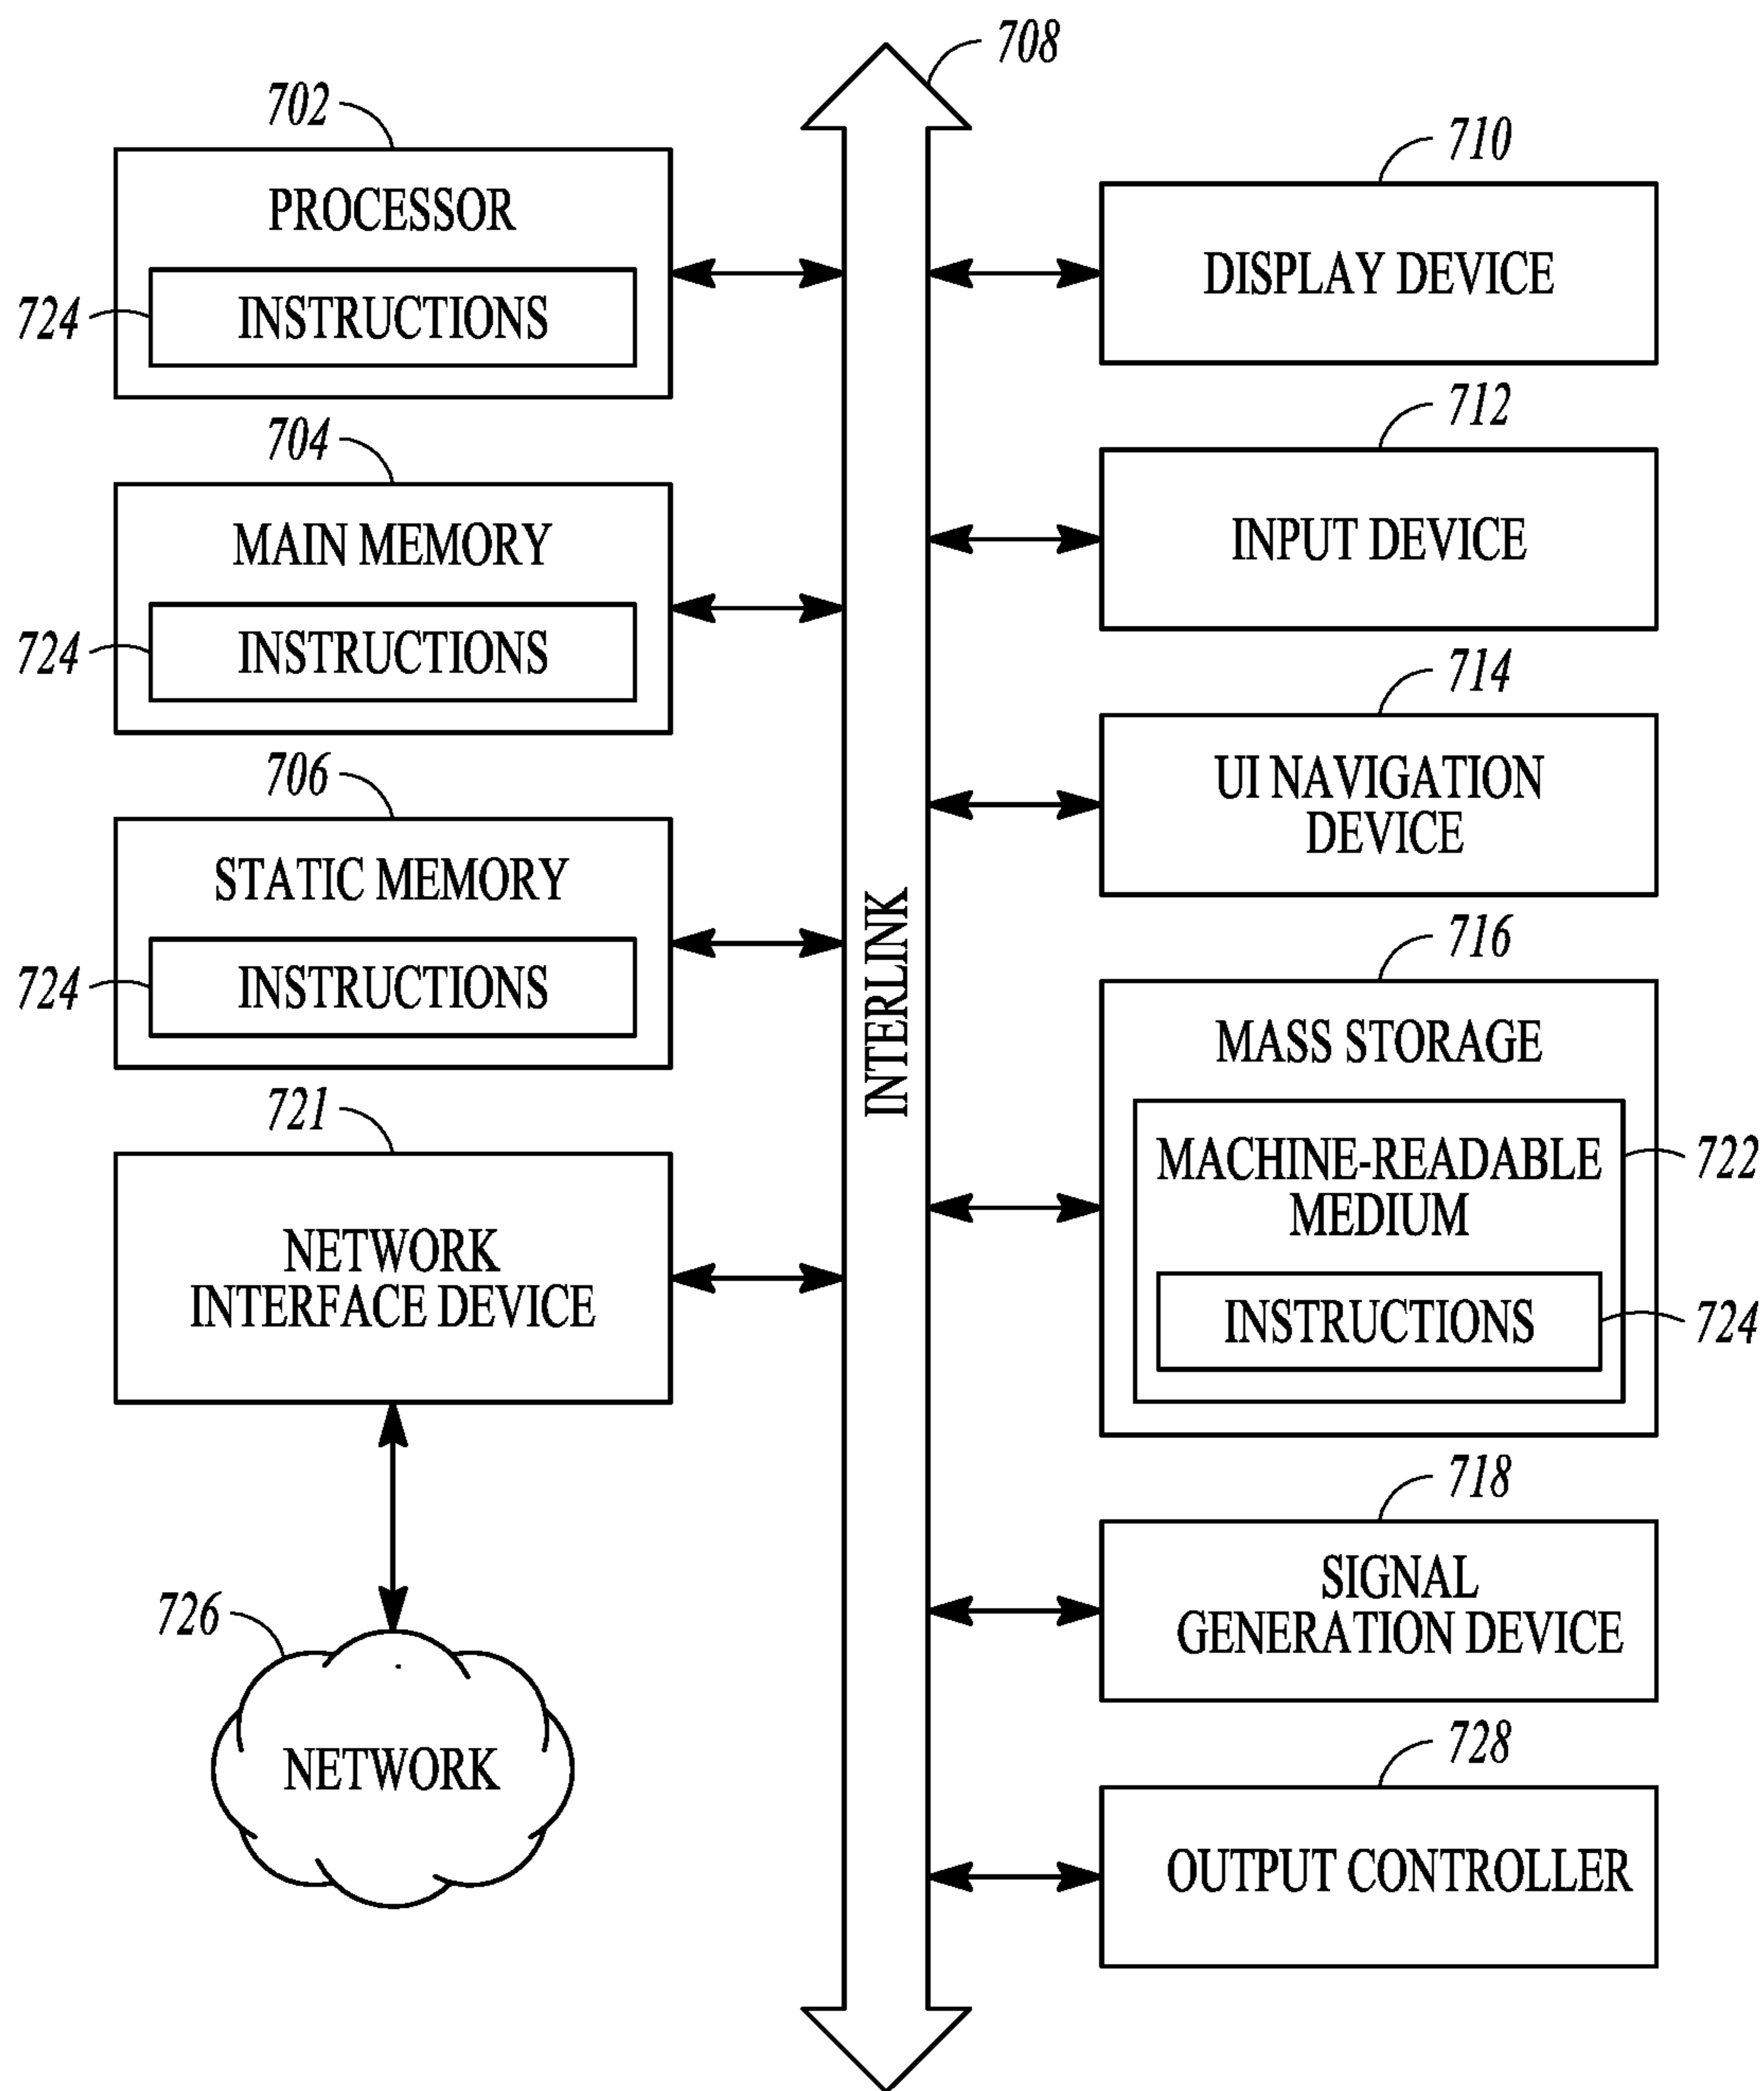 708
702
PROCESSOR
724
INSTRUCTIONS
704
MAIN MEMORY
724
INSTRUCTIONS
706
STATIC MEMORY
724
INSTRUCTIONS
721
NETWORK
INTERFACE DEVICE
726
NETWORK
INTERLINK
710
DISPLAY DEVICE
712
INPUT DEVICE
714
UI NAVIGATION
DEVICE
716
MASS STORAGE
MACHINE-READABLE
MEDIUM
722
INSTRUCTIONS
724
718
SIGNAL
GENERATION DEVICE
728
OUTPUT CONTROLLER